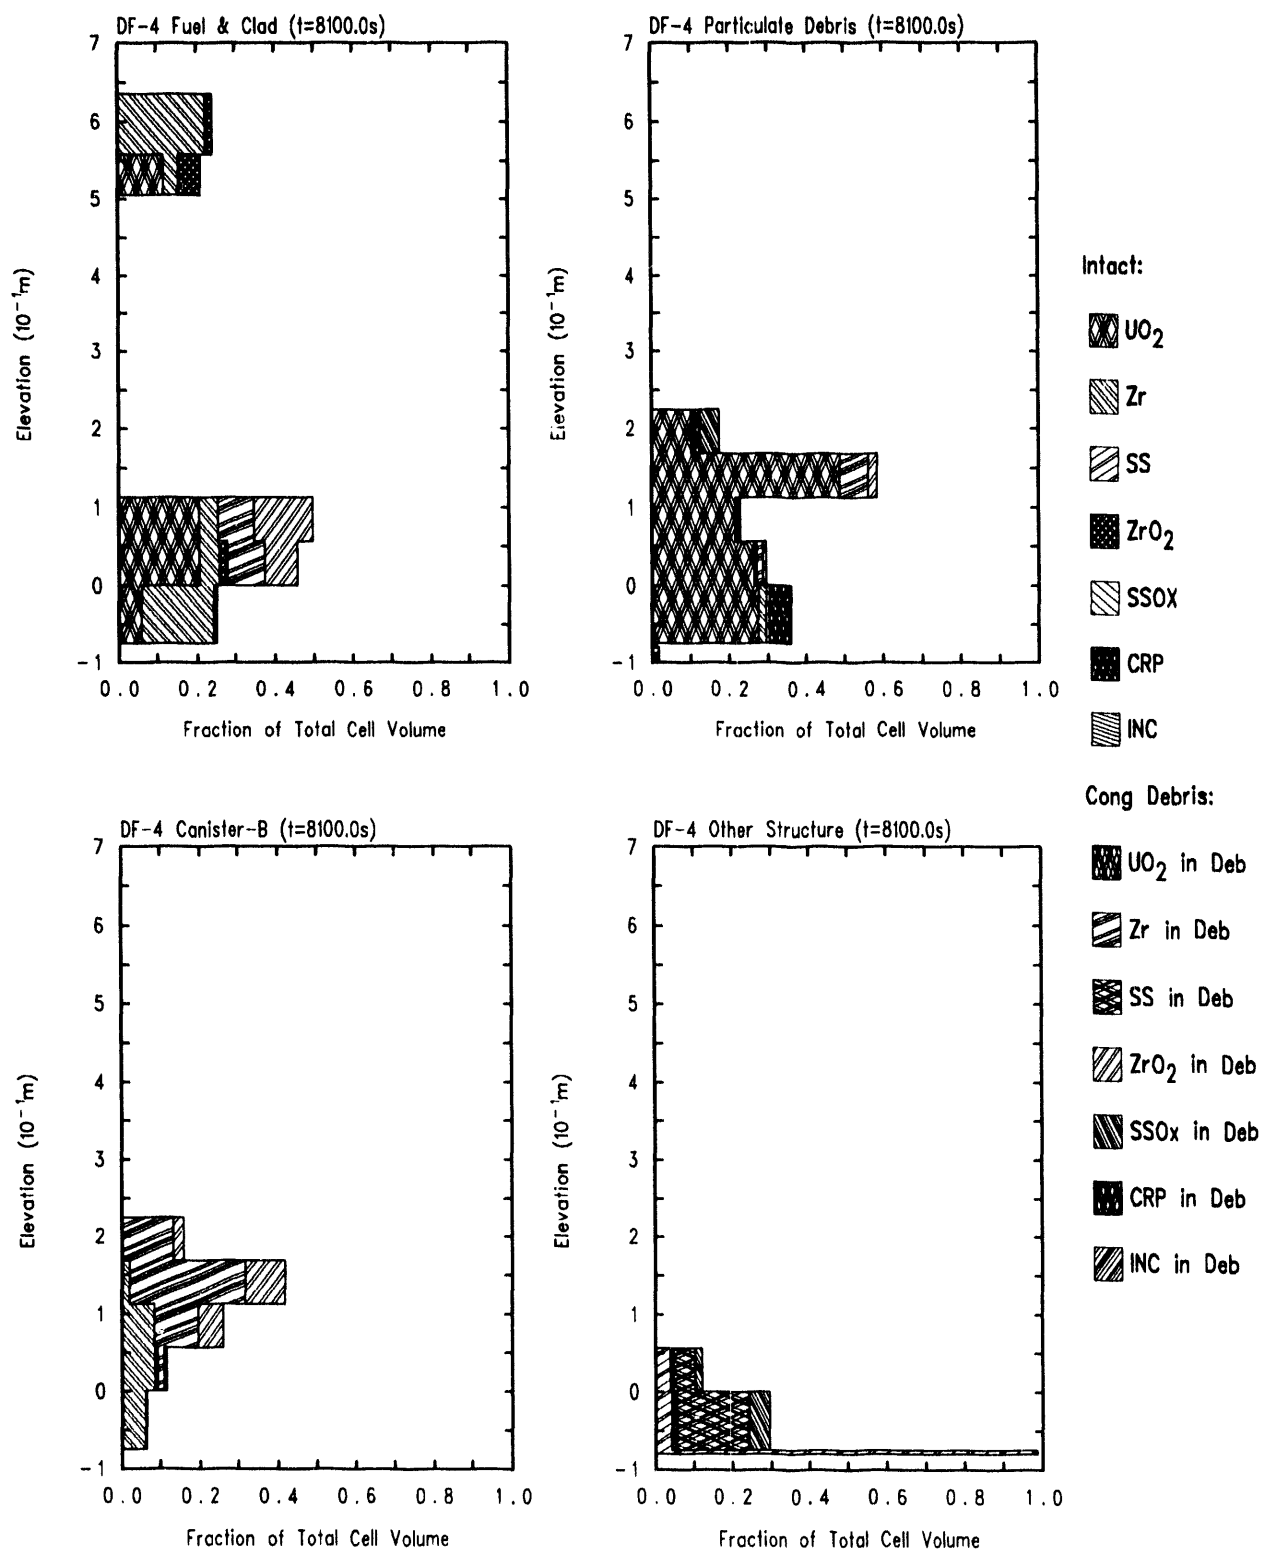 DF-4 Fuel & Clad (t=8100.0s)
7
6
5
4
3
2
1
0
-1
Elevation (10⁻¹m)
0.0 0.2 0.4 0.6 0.8 1.0
Fraction of Total Cell Volume
DF-4 Particulate Debris (t=8100.0s)
7
6
5
4
3
2
1
0
-1
Elevation (10⁻¹m)
0.0 0.2 0.4 0.6 0.8 1.0
Fraction of Total Cell Volume
Intact:
UO₂
Zr
SS
ZrO₂
SSOX
CRP
INC
Cong Debris:
UO₂ in Deb
Zr in Deb
SS in Deb
ZrO₂ in Deb
SSOx in Deb
CRP in Deb
INC in Deb
DF-4 Canister-B (t=8100.0s)
7
6
5
4
3
2
1
0
-1
Elevation (10⁻¹m)
0.0 0.2 0.4 0.6 0.8 1.0
Fraction of Total Cell Volume
DF-4 Other Structure (t=8100.0s)
7
6
5
4
3
2
1
0
-1
Elevation (10⁻¹m)
0.0 0.2 0.4 0.6 0.8 1.0
Fraction of Total Cell Volume